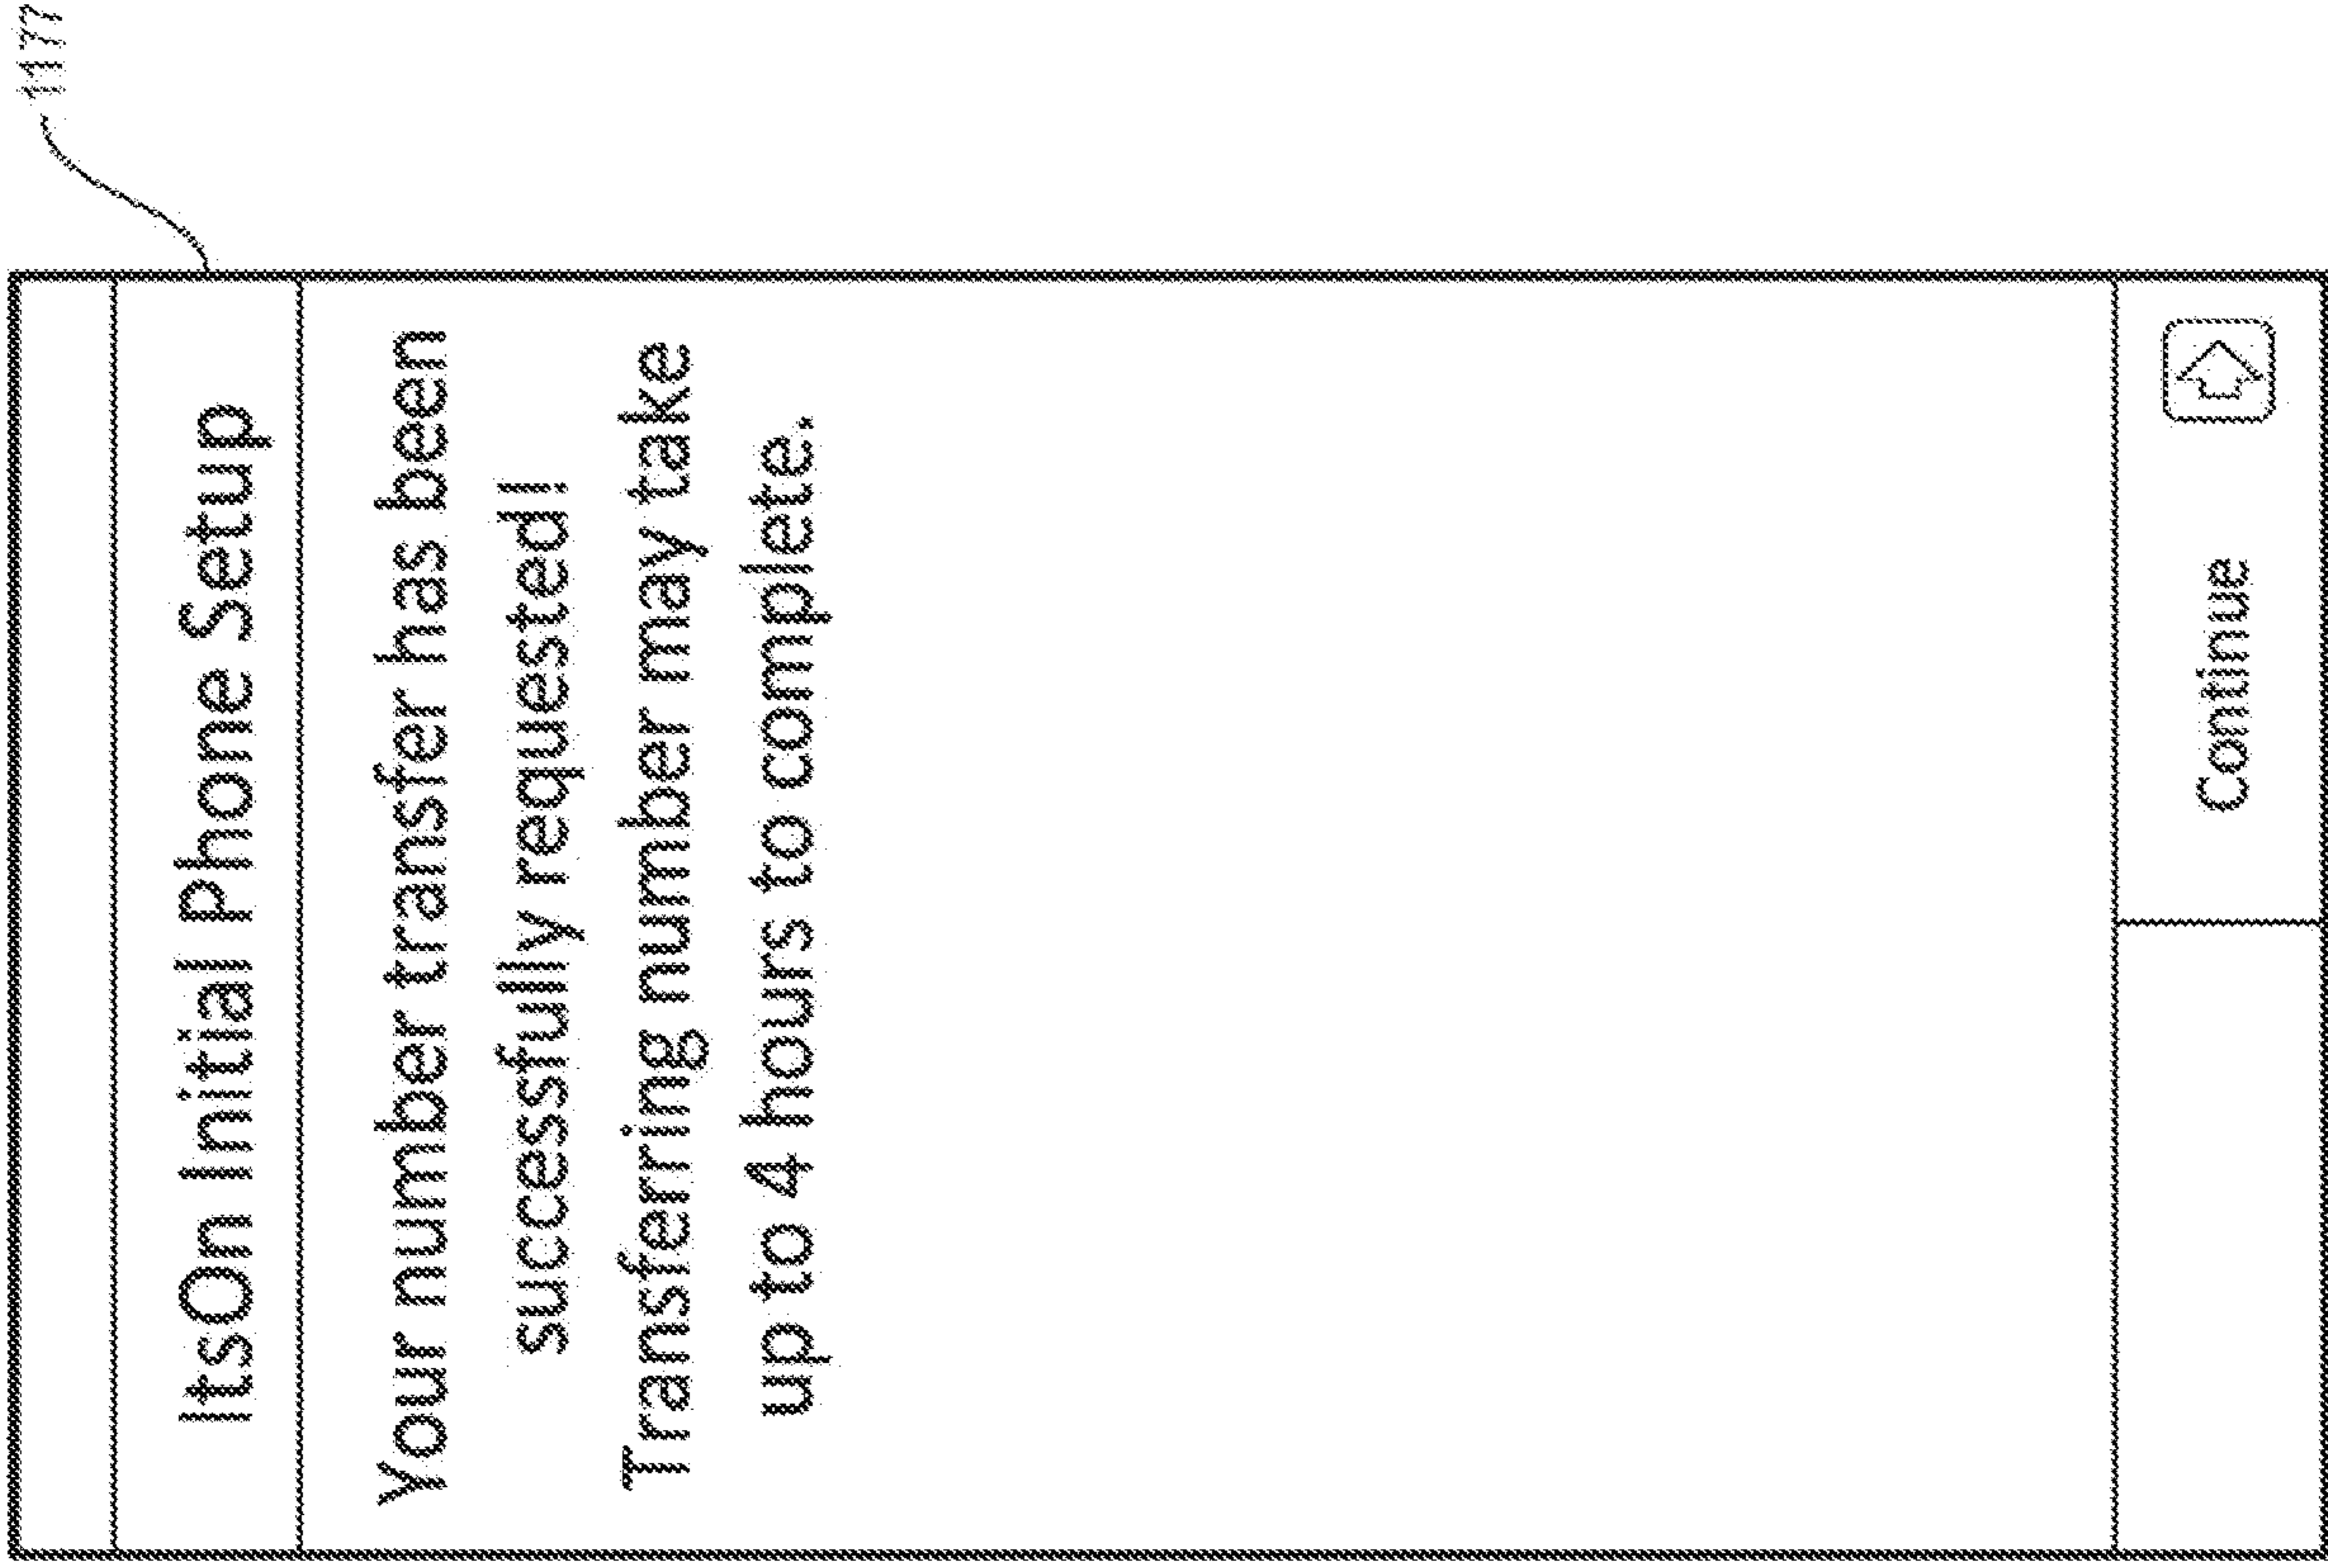 1177
ItsOn Initial Phone Setup
Your number transfer has been
successfully requested!
Transferring number may take
up to 4 hours to complete.
Continue